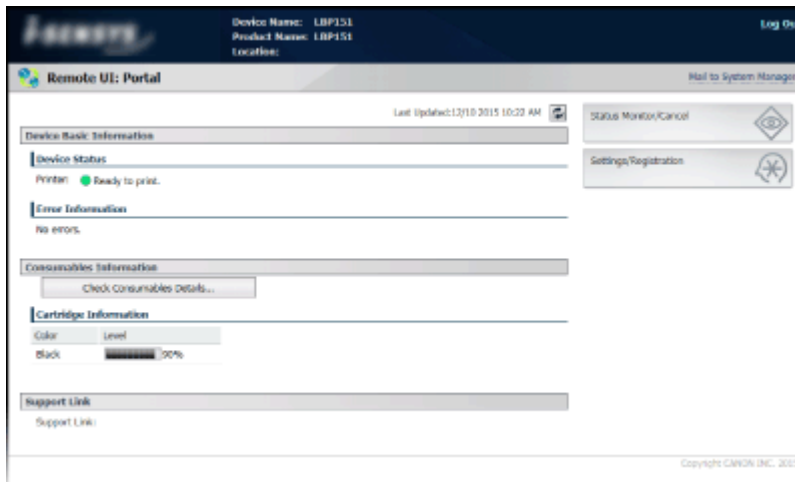 i-SENSYS
Device Name: LBP151
Product Name: LBP151
Location:
Log Ou
Remote UI: Portal
Mail to System Manager
Last Updated:12/10 2015 10:22 AM
Device Basic Information
Device Status
Printer: Ready to print.
Error Information
No errors.
Consumables Information
Check Consumables Details...
Cartridge Information
Color Level
Black 90%
Support Link
Support Link:
Status Monitor/Cancel
Settings/Registration
Copyright CANON INC. 201